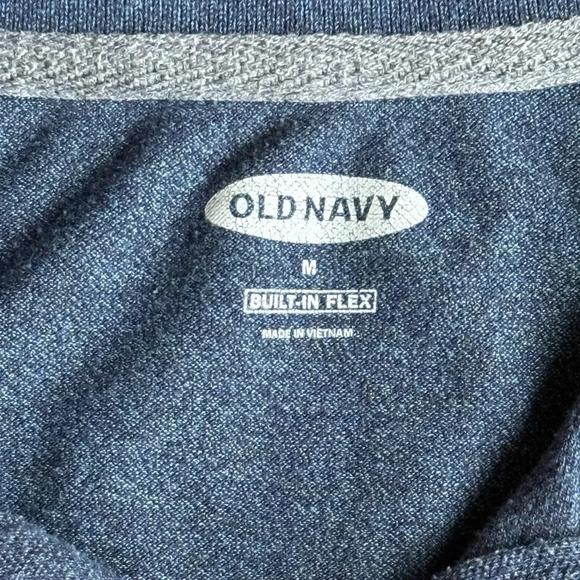 OLD NAVY
M
BUILT-IN FLEX
MADE IN VIETNAM